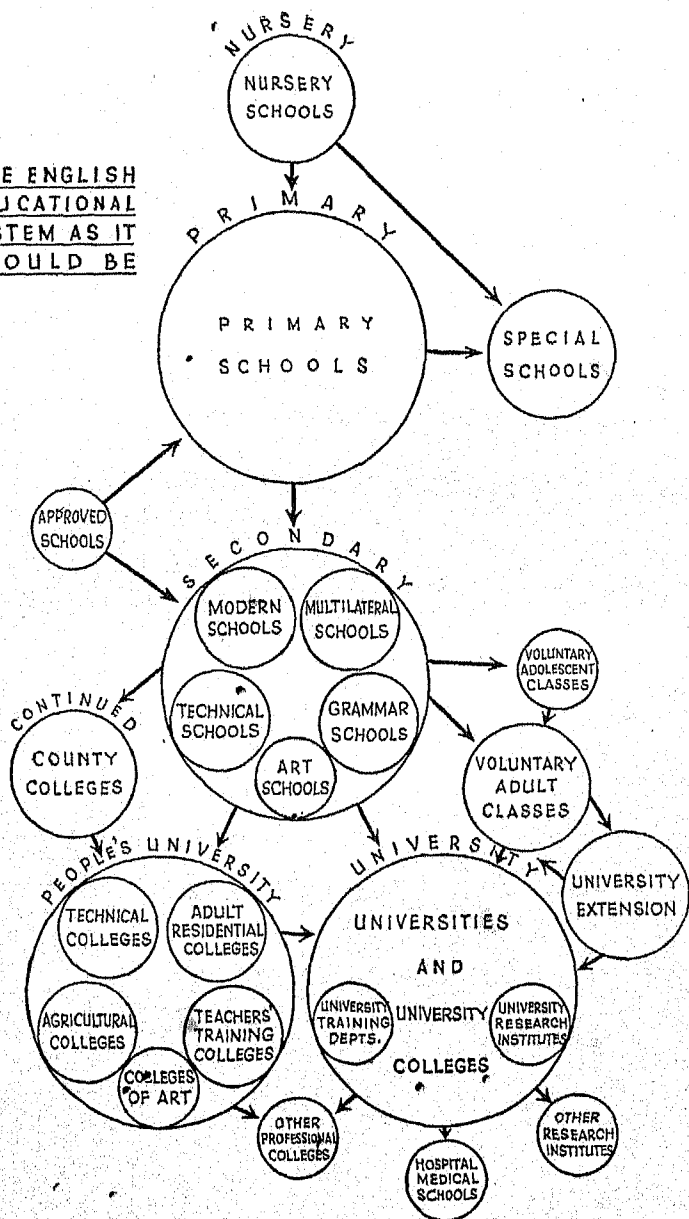 NURSERY
NURSERY
SCHOOLS
E ENGLISH
UCATIONAL
STEM AS IT
OULD BE
PRIMARY
PRIMARY
SCHOOLS
SPECIAL
SCHOOLS
APPROVED
SCHOOLS
SECONDARY
MODERN
SCHOOLS
MULTILATERAL
SCHOOLS
TECHNICAL
SCHOOLS
GRAMMAR
SCHOOLS
ART
SCHOOLS
VOLUNTARY
ADOLESCENT
CLASSES
CONTINUED
COUNTY
COLLEGES
VOLUNTARY
ADULT
CLASSES
UNIVERSITY
EXTENSION
PEOPLE'S UNIVERSITY
TECHNICAL
COLLEGES
ADULT
RESIDENTIAL
COLLEGES
AGRICULTURAL
COLLEGES
TEACHERS'
TRAINING
COLLEGES
COLLEGES
OF ART
UNIVERSITY
UNIVERSITIES
AND
UNIVERSITY
COLLEGES
UNIVERSITY
TRAINING
DEPTS.
UNIVERSITY
RESEARCH
INSTITUTES
OTHER
PROFESSIONAL
COLLEGES
HOSPITAL
MEDICAL
SCHOOLS
OTHER
RESEARCH
INSTITUTES